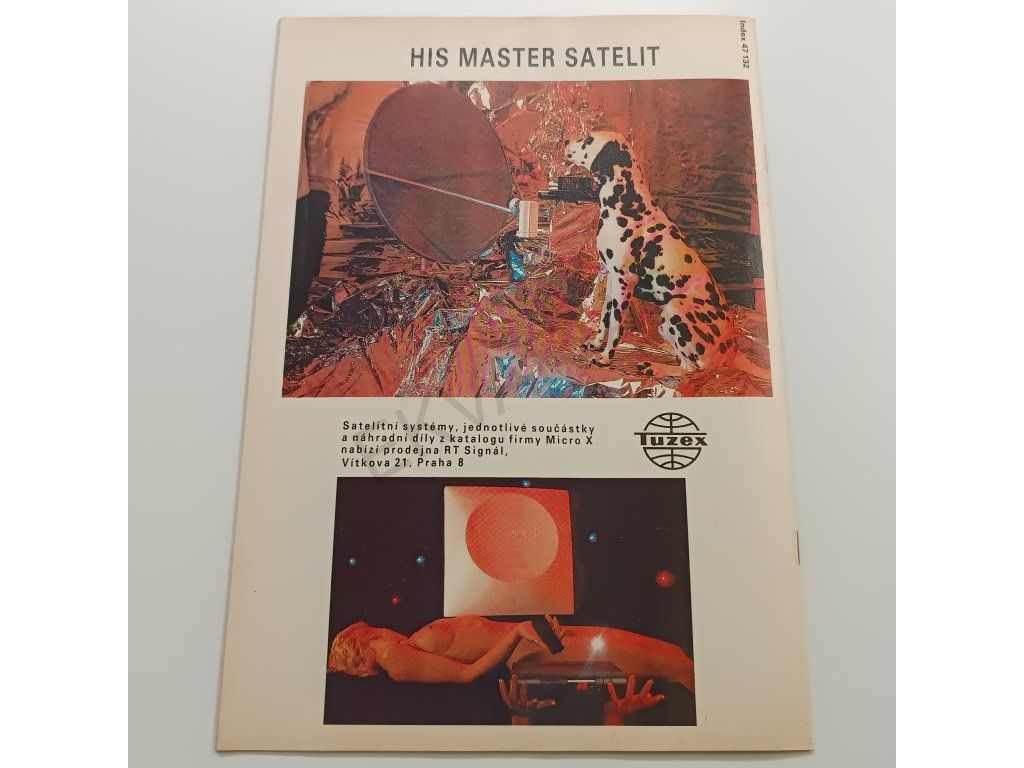 HIS MASTER SATELIT
Index 47 132
Satelitní systémy, jednotlivé součástky
a náhradní díly z katalogu firmy Micro X
nabízí prodejna RT Signál,
Vítkova 21, Praha 8
Tuzex